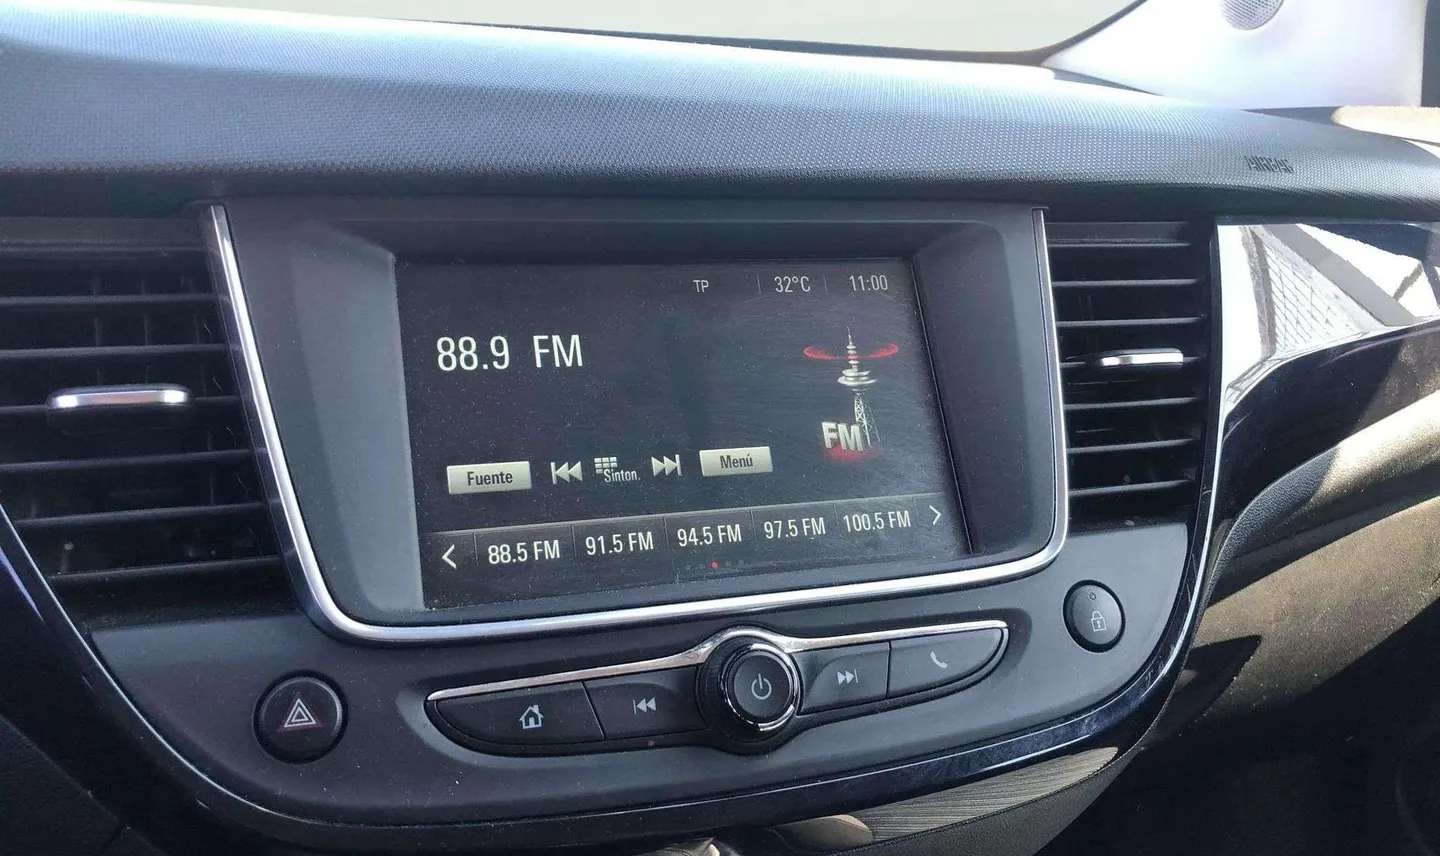 AIRBAG
TP 32°C 11:00
88.9 FM
FM
Fuente Sinton. Menú
88.5 FM 91.5 FM 94.5 FM 97.5 FM 100.5 FM